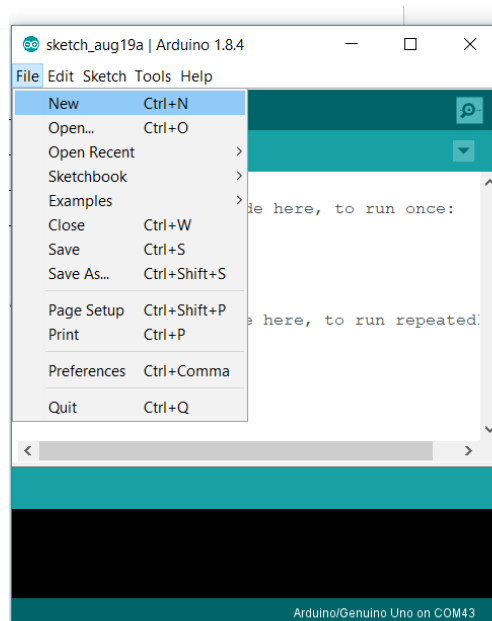 sketch_aug19a | Arduino 1.8.4
File Edit Sketch Tools Help
New Ctrl+N
Open... Ctrl+O
Open Recent
Sketchbook
Examples
de here, to run once:
Close Ctrl+W
Save Ctrl+S
Save As... Ctrl+Shift+S
Page Setup Ctrl+Shift+P
here, to run repeatedl
Print Ctrl+P
Preferences Ctrl+Comma
Quit Ctrl+Q
Arduino/Genuino Uno on COM43